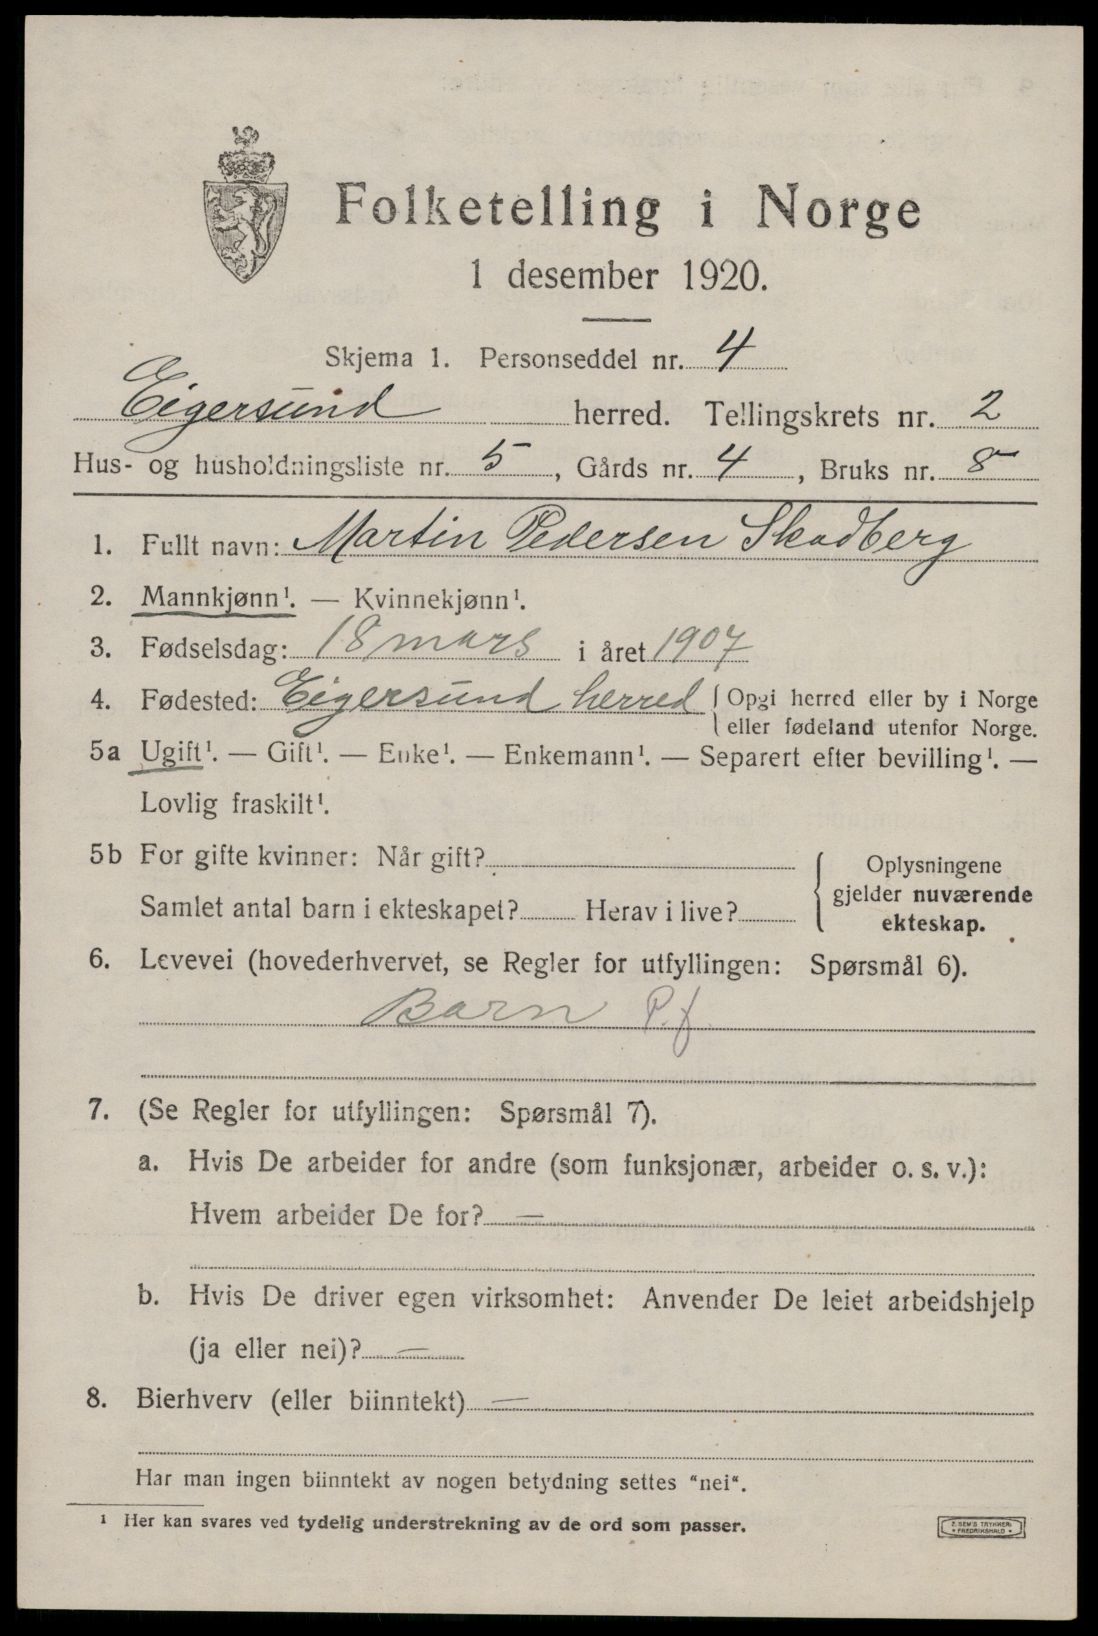 Folketelling i Norge
1 desember 1920.
Skjema 1. Personseddel nr. 4
Eigersund herred. Tellingskrets nr. 2
Hus- og husholdningsliste nr. 5, Gårds nr. 4, Bruks nr. 8
1. Fullt navn: Martin Pedersen Skadberg
2. Mannkjønn¹. — Kvinnekjønn¹.
3. Fødselsdag: 18 mars i året 1907
4. Fødested: Eigersund herred { Opgi herred eller by i Norge
eller fødeland utenfor Norge.
5a Ugift¹. — Gift¹. — Enke¹. — Enkemann¹. — Separert efter bevilling¹. —
Lovlig fraskilt¹.
5b For gifte kvinner: Når gift?
Samlet antal barn i ekteskapet? Herav i live?
{ Oplysningene
gjelder nuværende
ekteskap.
6. Levevei (hovederhvervet, se Regler for utfyllingen: Spørsmål 6).
Barn P.f.
7. (Se Regler for utfyllingen: Spørsmål 7).
a. Hvis De arbeider for andre (som funksjonær, arbeider o. s. v.):
Hvem arbeider De for? —
b. Hvis De driver egen virksomhet: Anvender De leiet arbeidshjelp
(ja eller nei)? —
8. Bierhverv (eller biinntekt) —
Har man ingen biinntekt av nogen betydning settes "nei".
¹ Her kan svares ved tydelig understrekning av de ord som passer.
Z. SEM'S TRYKKERI
• FREDRIKSHALD •